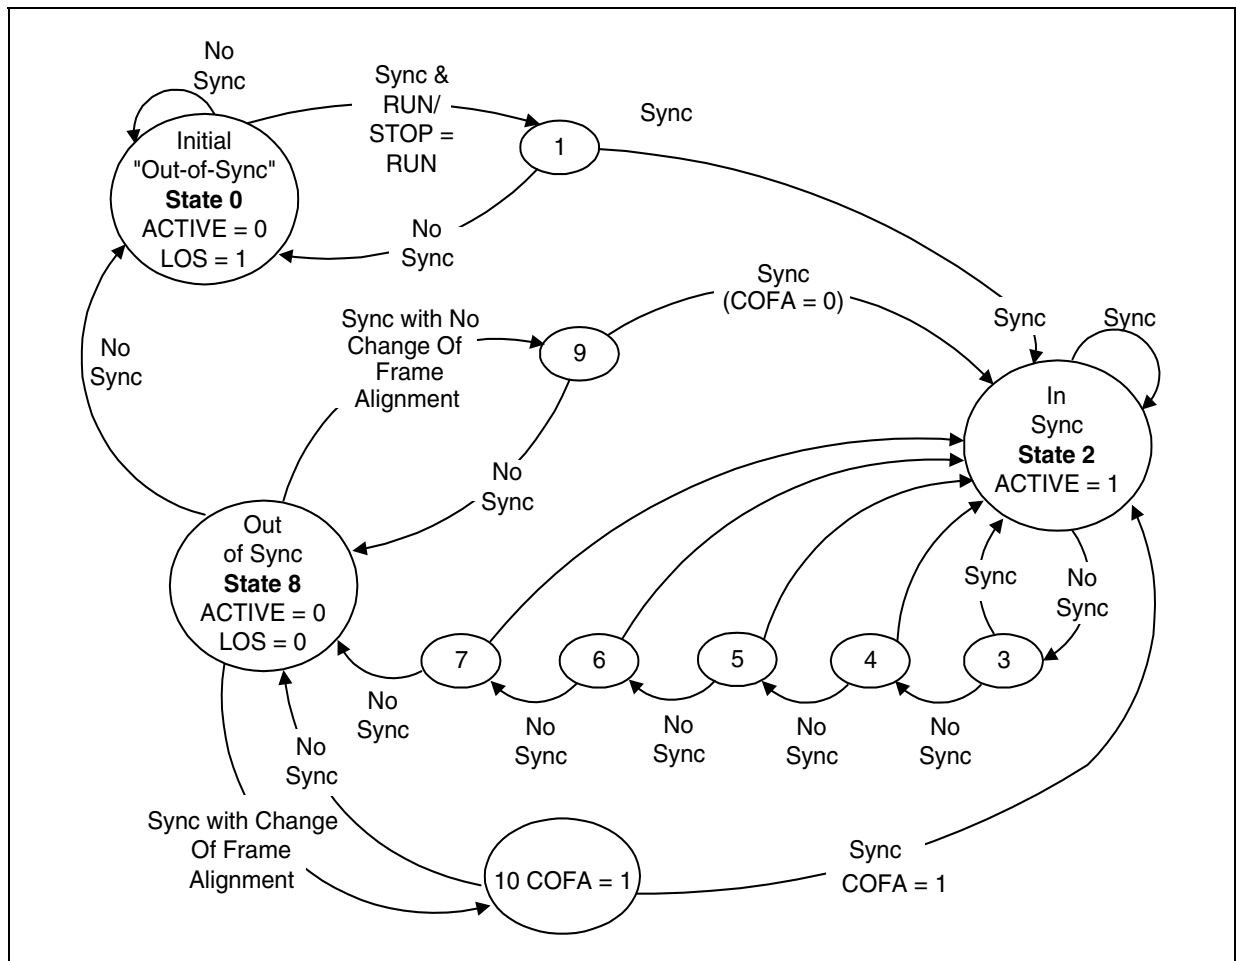 No
Sync
Sync &
RUN/
STOP =
RUN
Sync
1
Initial
"Out-of-Sync"
State 0
ACTIVE = 0
LOS = 1
No
Sync
Sync
(COFA = 0)
Sync with No
Change Of
Frame
Alignment
9
Sync
Sync
No
Sync
In
Sync
State 2
ACTIVE = 1
No
Sync
Out
of Sync
State 8
ACTIVE = 0
LOS = 0
Sync
No
Sync
7
6
5
4
3
No
Sync
No
Sync
No
Sync
No
Sync
No
Sync
No
Sync
Sync with Change
Of Frame
Alignment
10 COFA = 1
Sync
COFA = 1